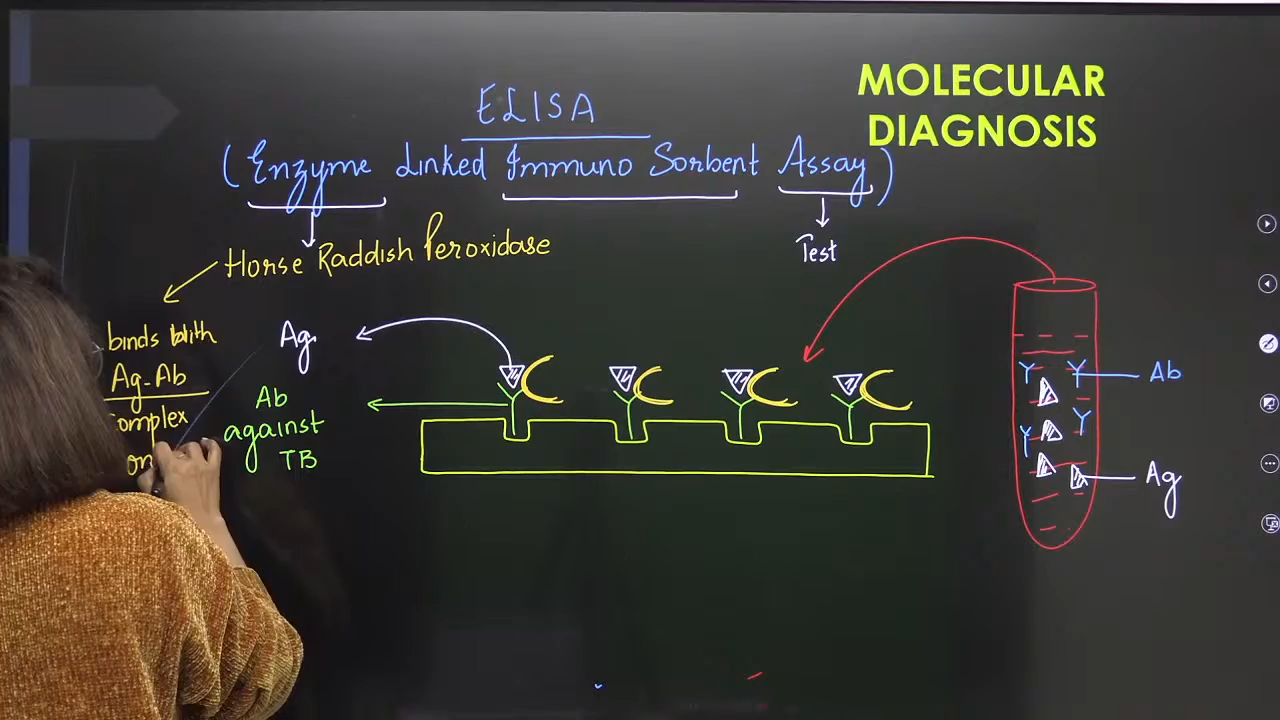 MOLECULAR
DIAGNOSIS
ELISA
(Enzyme Linked Immuno Sorbent Assay)
Horse Raddish Peroxidase
Test
binds with
Ag-Ab
complex
on
Ag
Ab
against
TB
Ab
Ag